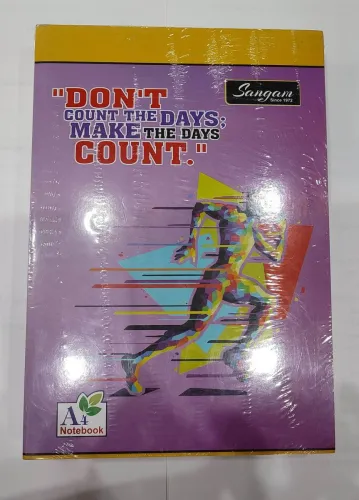 Sangam
Since 1972
"DON'T
COUNT THE DAYS;
MAKE THE DAYS
COUNT."
A4
Notebook